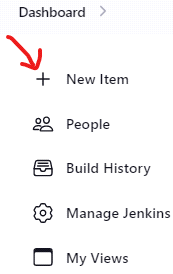 Dashboard
New Item
People
Build History
Manage Jenkins
My Views